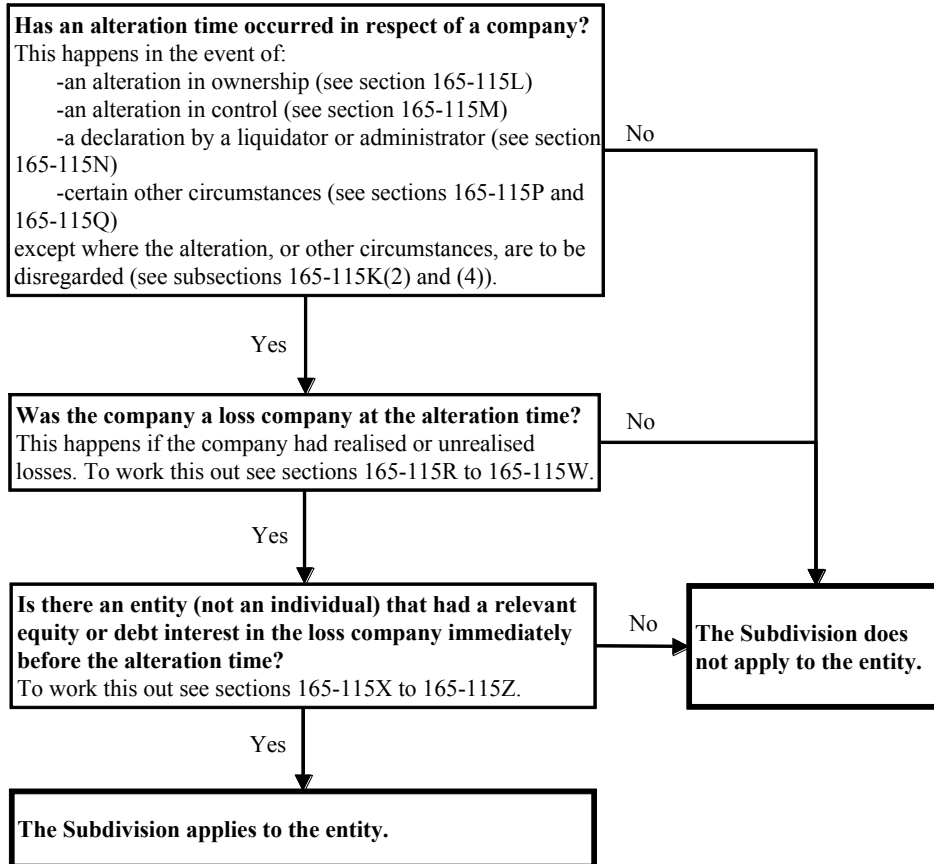 Has an alteration time occurred in respect of a company?
This happens in the event of:
-an alteration in ownership (see section 165-115L)
-an alteration in control (see section 165-115M)
-a declaration by a liquidator or administrator (see section
165-115N)
-certain other circumstances (see sections 165-115P and
165-115Q)
except where the alteration, or other circumstances, are to be
disregarded (see subsections 165-115K(2) and (4)).
No
Yes
Was the company a loss company at the alteration time?
This happens if the company had realised or unrealised
losses. To work this out see sections 165-115R to 165-115W.
No
Yes
Is there an entity (not an individual) that had a relevant
equity or debt interest in the loss company immediately
before the alteration time?
To work this out see sections 165-115X to 165-115Z.
No
The Subdivision does
not apply to the entity.
Yes
The Subdivision applies to the entity.